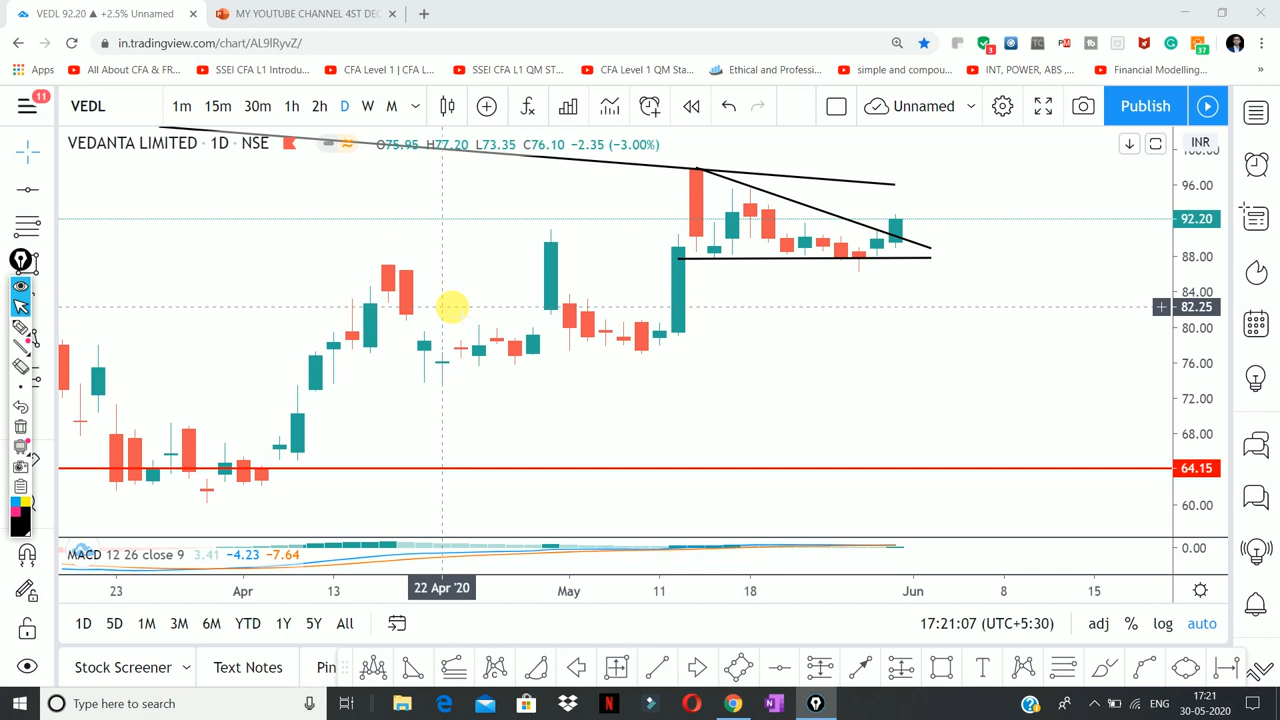 VEDL 92.20 ▲ +2.5% Unnamed
MY YOUTUBE CHANNEL 4ST DEC
in.tradingview.com/chart/AL9lRyvZ/
Apps
All About CFA & FR...
SSEI CFA L1 Introdu...
CFA Level 1 | CFA L...
SSEI CFA L1 QM ST...
CFA Level 1 QM Sta...
Ethical and Professi...
simple and compou...
INT, POWER, ABS ,...
Financial Modelling...
»
11
VEDL
1m
15m
30m
1h
2h
D
W
M
Unnamed
Publish
VEDANTA LIMITED · 1D · NSE
O75.95 H77.20 L73.35 C76.10 −2.35 (−3.00%)
INR
100.00
96.00
92.20
88.00
84.00
82.25
80.00
76.00
72.00
68.00
64.15
60.00
MACD 12 26 close 9 3.41 −4.23 −7.64
0.00
23
Apr
13
22 Apr '20
May
11
18
Jun
8
15
1D
5D
1M
3M
6M
YTD
1Y
5Y
All
17:21:07 (UTC+5:30)
adj
%
log
auto
Stock Screener
Text Notes
Pin
Type here to search
ENG
17:21
30-05-2020
3
37